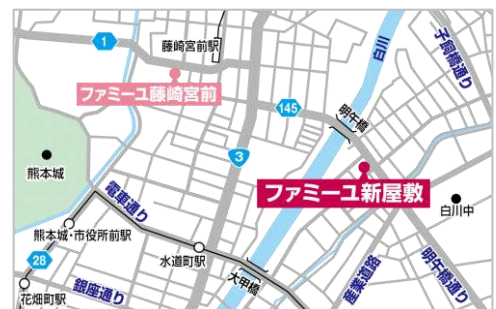 1
藤崎宮前駅
白川
子飼橋通り
ファミーユ藤崎宮前
145
明午橋
3
熊本城
ファミーユ新屋敷
電車通り
白川中
熊本城・市役所前駅
水道町駅
28
大甲橋
産業道路
明午橋通り
銀座通り
花畑町駅